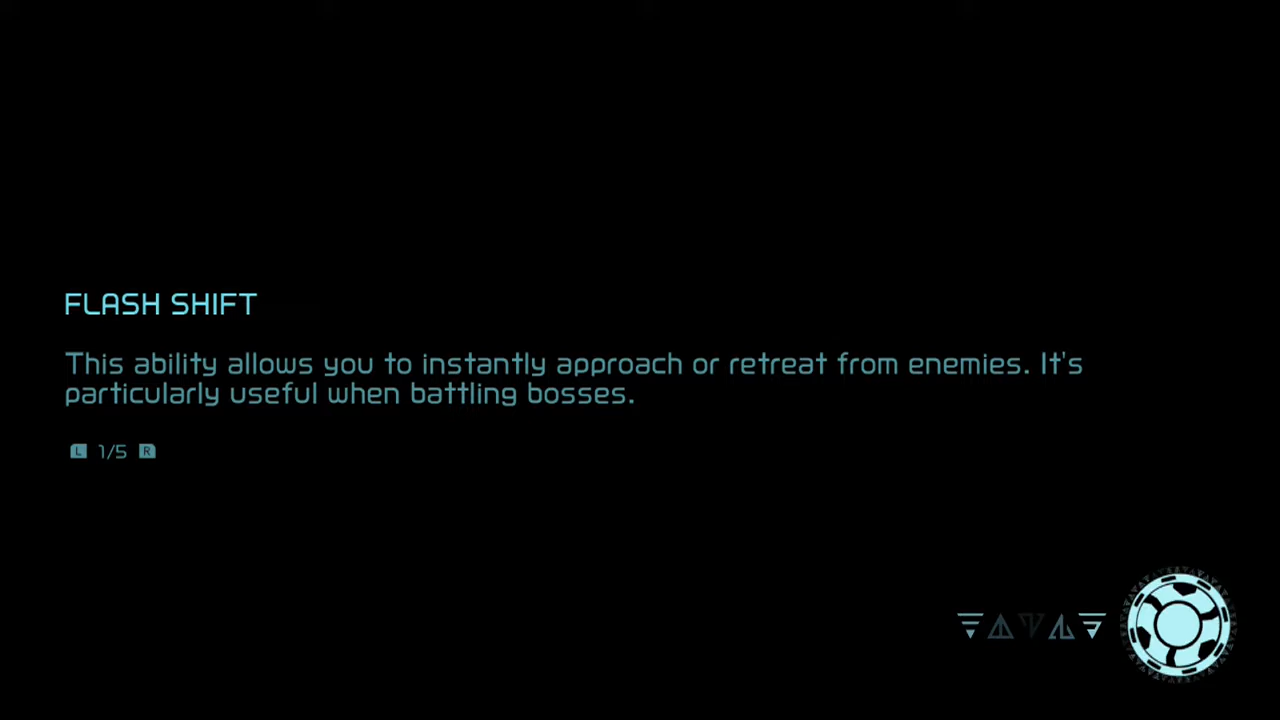 FLASH SHIFT
This ability allows you to instantly approach or retreat from enemies. It's
particularly useful when battling bosses.
L 1/5 R